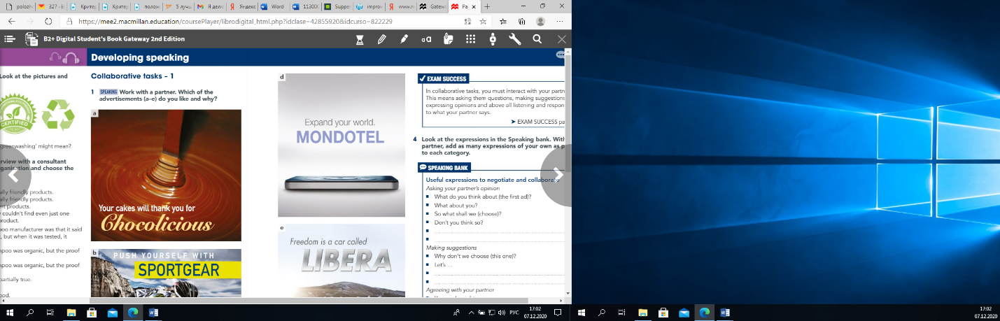 polozh
327 «В
Критер
Критер
полож
5 лучш
Я дел
Яндекс
Word
11300
Suppe
improv
www.m
Gatew
Pa
https://mee2.macmillan.education/coursePlayer/librodigital_html.php?idclase=42855920&idcurso=822229
B2+ Digital Student's Book Gateway 2nd Edition
aa
Developing speaking
Look at the pictures and
CERTIFIED
greenwashing' might mean?
rview with a consultant
ganisation and choose the
ally friendly products.
ally friendly products.
nt products.
couldn't find even just one
roduct.
poo manufacturer was that it said
, but when it was tested, it
poo was organic, but the proof
poo was organic, but the proof
partially true.
ood.
Collaborative tasks – 1
1 SPEAKING Work with a partner. Which of the
advertisements (a–e) do you like and why?
a
Your cakes will thank you for
Chocolicious
b
PUSH YOURSELF WITH
SPORTGEAR
d
Expand your world.
MONDOTEL
e
Freedom is a car called
LIBERA
EXAM SUCCESS
In collaborative tasks, you must interact with your partn
This means asking them questions, making suggestions
expressing opinions and above all listening and respon
to what your partner says.
➤ EXAM SUCCESS pa
4 Look at the expressions in the Speaking bank. With
partner, add as many expressions of your own as p
to each category.
SPEAKING BANK
Useful expressions to negotiate and collaborate
Asking your partner's opinion
■ What do you think about (the first ad)?
■ What about you?
■ So what shall we (choose)?
■ Don't you think so?
Making suggestions
■ Why don't we choose (this one)?
■ Let's ...
Agreeing with your partner
РУС
17:02
07.12.2020
17:02
07.12.2020